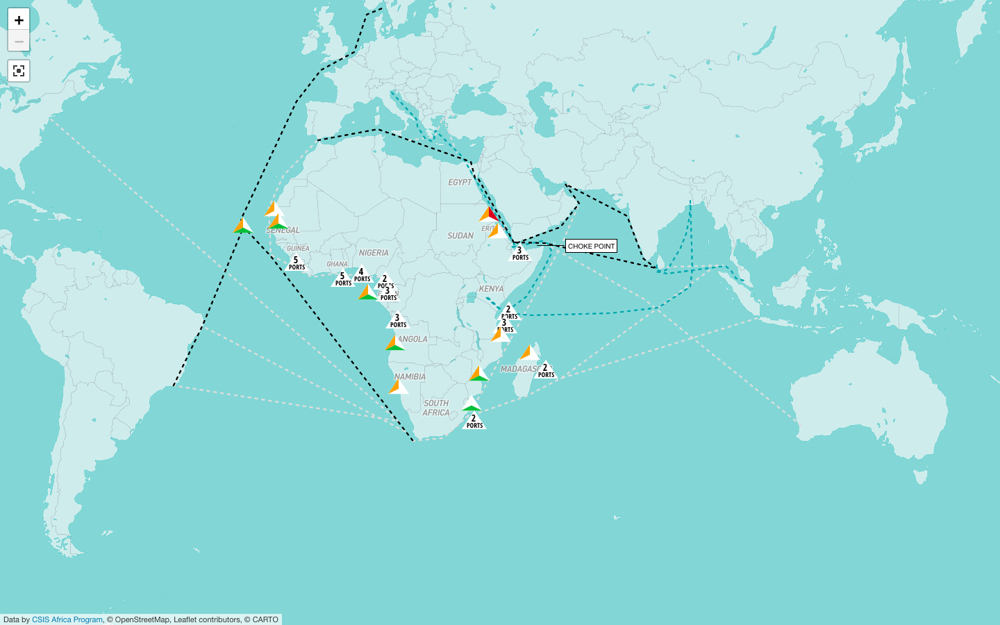 +
−
EGYPT
SENEGAL
SUDAN
CHOKE POINT
GUINEA
NIGERIA
3
PORTS
5
PORTS
GHANA
4
PORTS
5
PORTS
2
PORTS
3
PORTS
KENYA
2
PORTS
3
PORTS
3
PORTS
ANGOLA
2
PORTS
NAMIBIA
SOUTH
AFRICA
2
PORTS
Data by CSIS Africa Program, © OpenStreetMap, Leaflet contributors, © CARTO